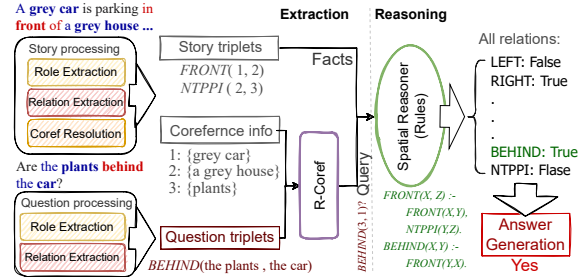 A grey car is parking in
front of a grey house ...
Extraction
Reasoning
Story processing
Role Extraction
Relation Extraction
Coref Resolution
Story triplets
FRONT( 1, 2)
NTPPI ( 2, 3)
Facts
Corefernce info
1: {grey car}
2: {a grey house}
3: {plants}
R-Coref
Are the plants behind
the car?
Question processing
Role Extraction
Relation Extraction
Question triplets
BEHIND(the plants , the car)
Query
BEHIND(3, 1)?
Spatial Reasoner
(Rules)
FRONT(X, Z) :-
FRONT(X,Y),
NTPPI(Y,Z).
BEHIND(X,Y) :-
FRONT(Y,X).
All relations:
LEFT: False
RIGHT: True
.
.
.
BEHIND: True
NTPPI: Flase
Answer
Generation
Yes